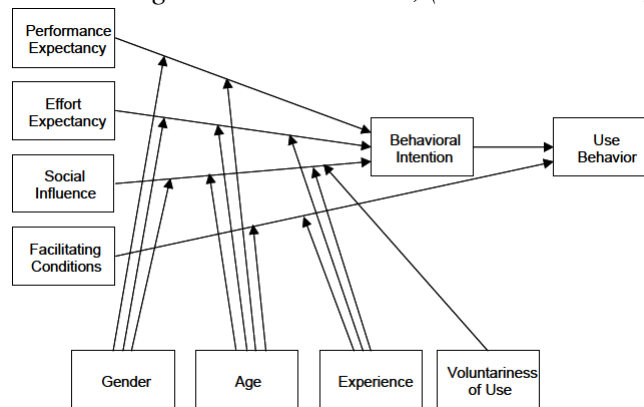 Performance
Expectancy
Effort
Expectancy
Social
Influence
Facilitating
Conditions
Behavioral
Intention
Use
Behavior
Gender
Age
Experience
Voluntariness
of Use